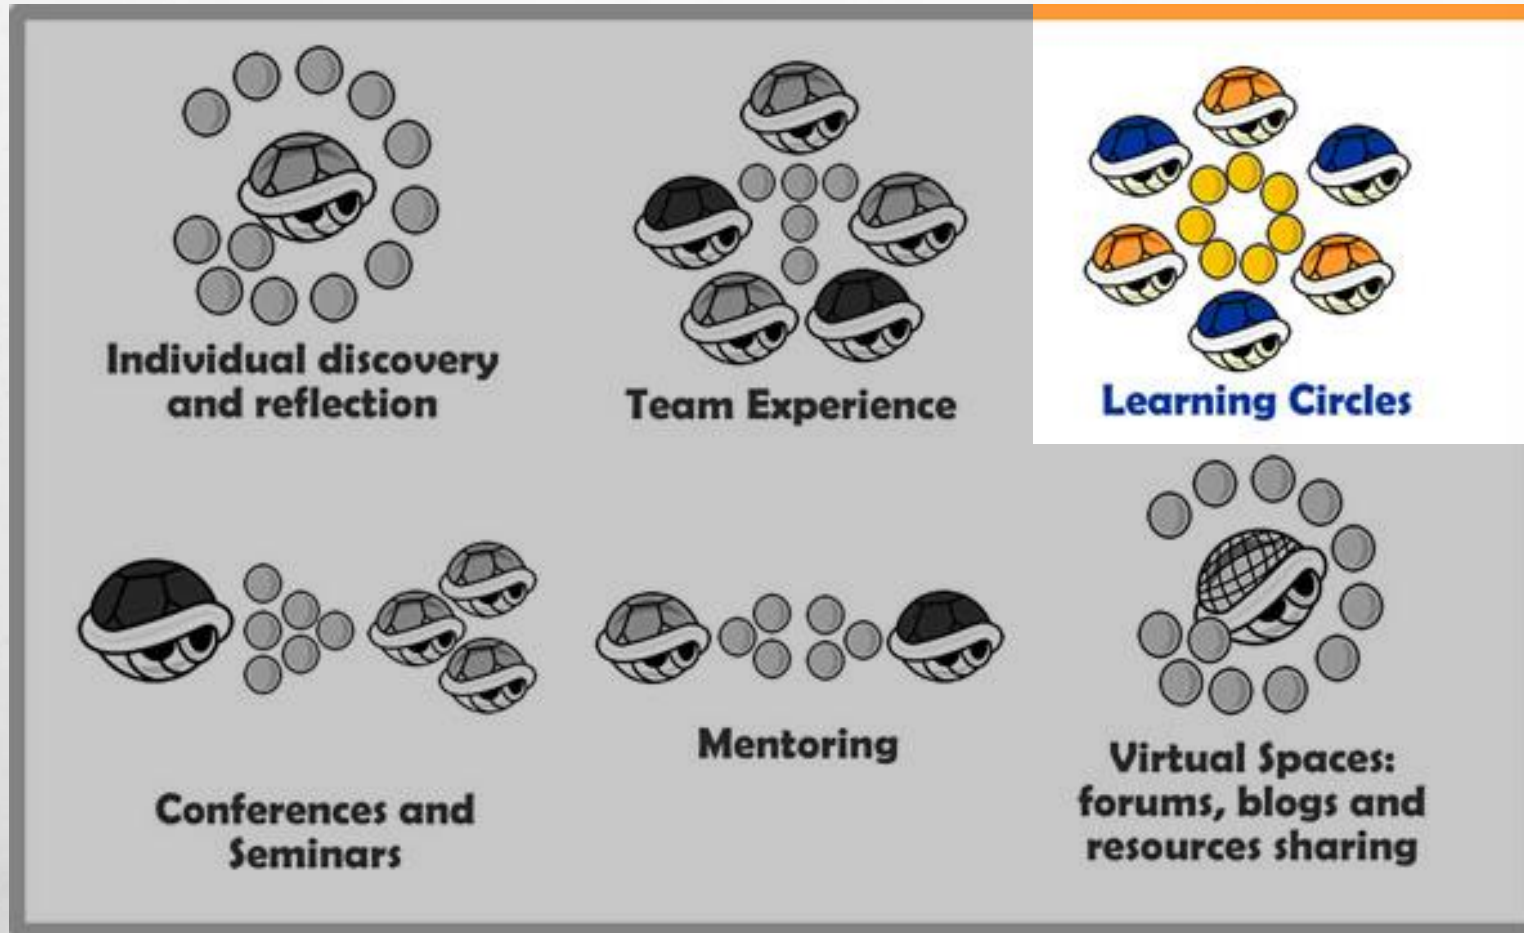 Individual discovery
and reflection
Team Experience
Learning Circles
Conferences and
Seminars
Mentoring
Virtual Spaces:
forums, blogs and
resources sharing